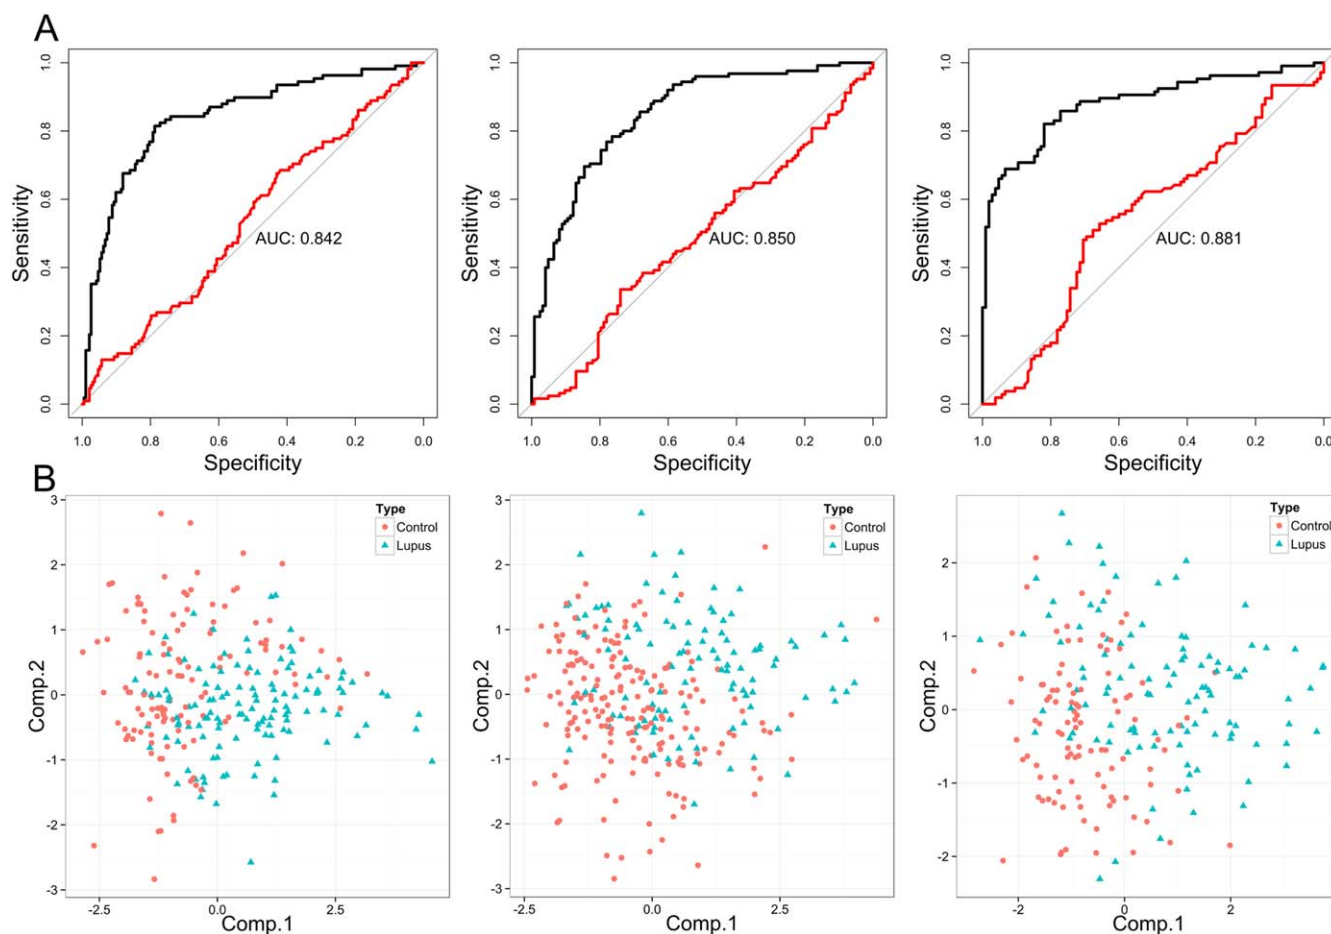 A
Sensitivity
1.0
0.8
0.6
0.4
0.2
0.0
AUC: 0.842
1.0 0.8 0.6 0.4 0.2 0.0
Specificity
Sensitivity
1.0
0.8
0.6
0.4
0.2
0.0
AUC: 0.850
1.0 0.8 0.6 0.4 0.2 0.0
Specificity
Sensitivity
1.0
0.8
0.6
0.4
0.2
0.0
AUC: 0.881
1.0 0.8 0.6 0.4 0.2 0.0
Specificity
B
Comp.2
3
2
1
0
-1
-2
-3
Type
Control
Lupus
-2.5 0.0 2.5
Comp.1
Comp.2
3
2
1
0
-1
-2
-3
Type
Control
Lupus
-2.5 0.0 2.5
Comp.1
Comp.2
2
1
0
-1
-2
Type
Control
Lupus
-2 0 2
Comp.1